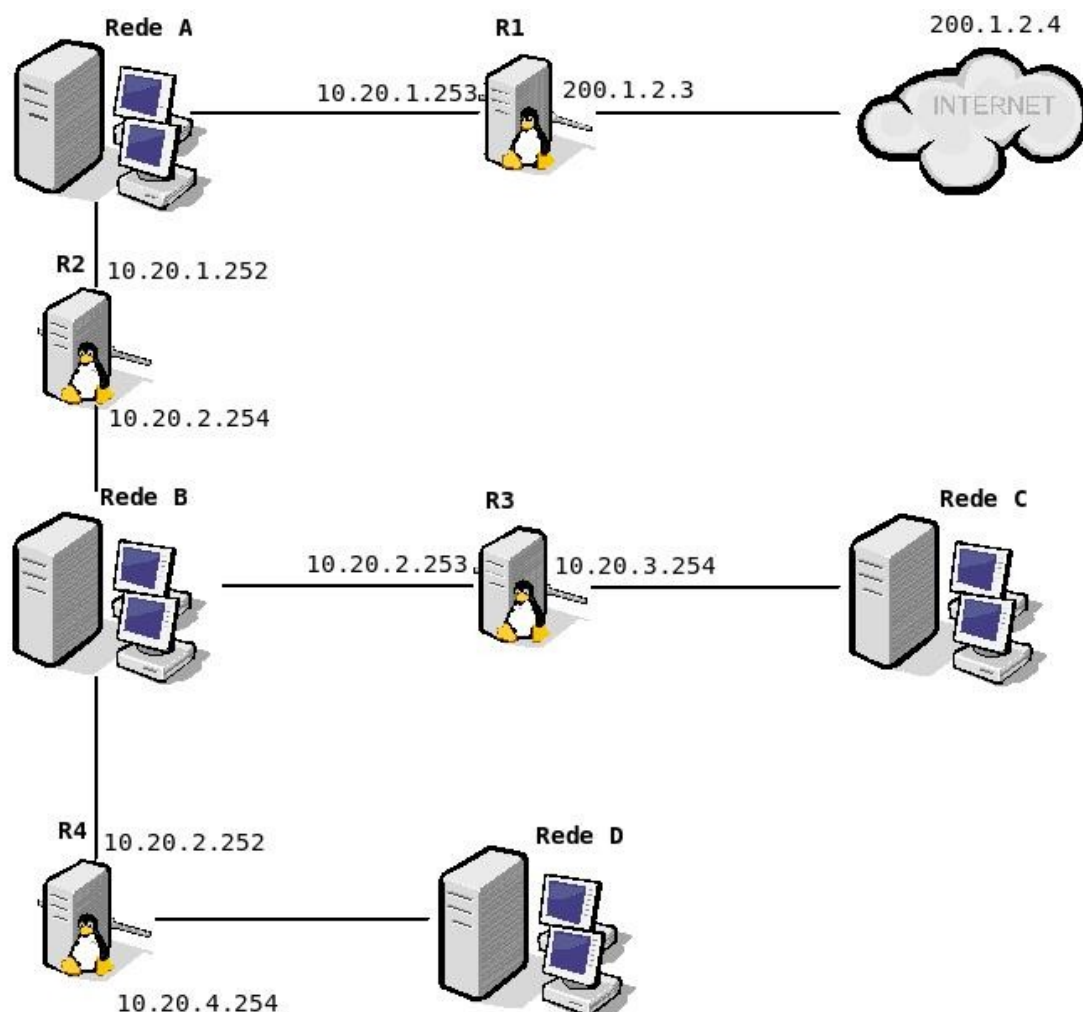 Rede A
R1
200.1.2.4
10.20.1.253
200.1.2.3
INTERNET
R2
10.20.1.252
10.20.2.254
Rede B
R3
Rede C
10.20.2.253
10.20.3.254
R4
10.20.2.252
Rede D
10.20.4.254